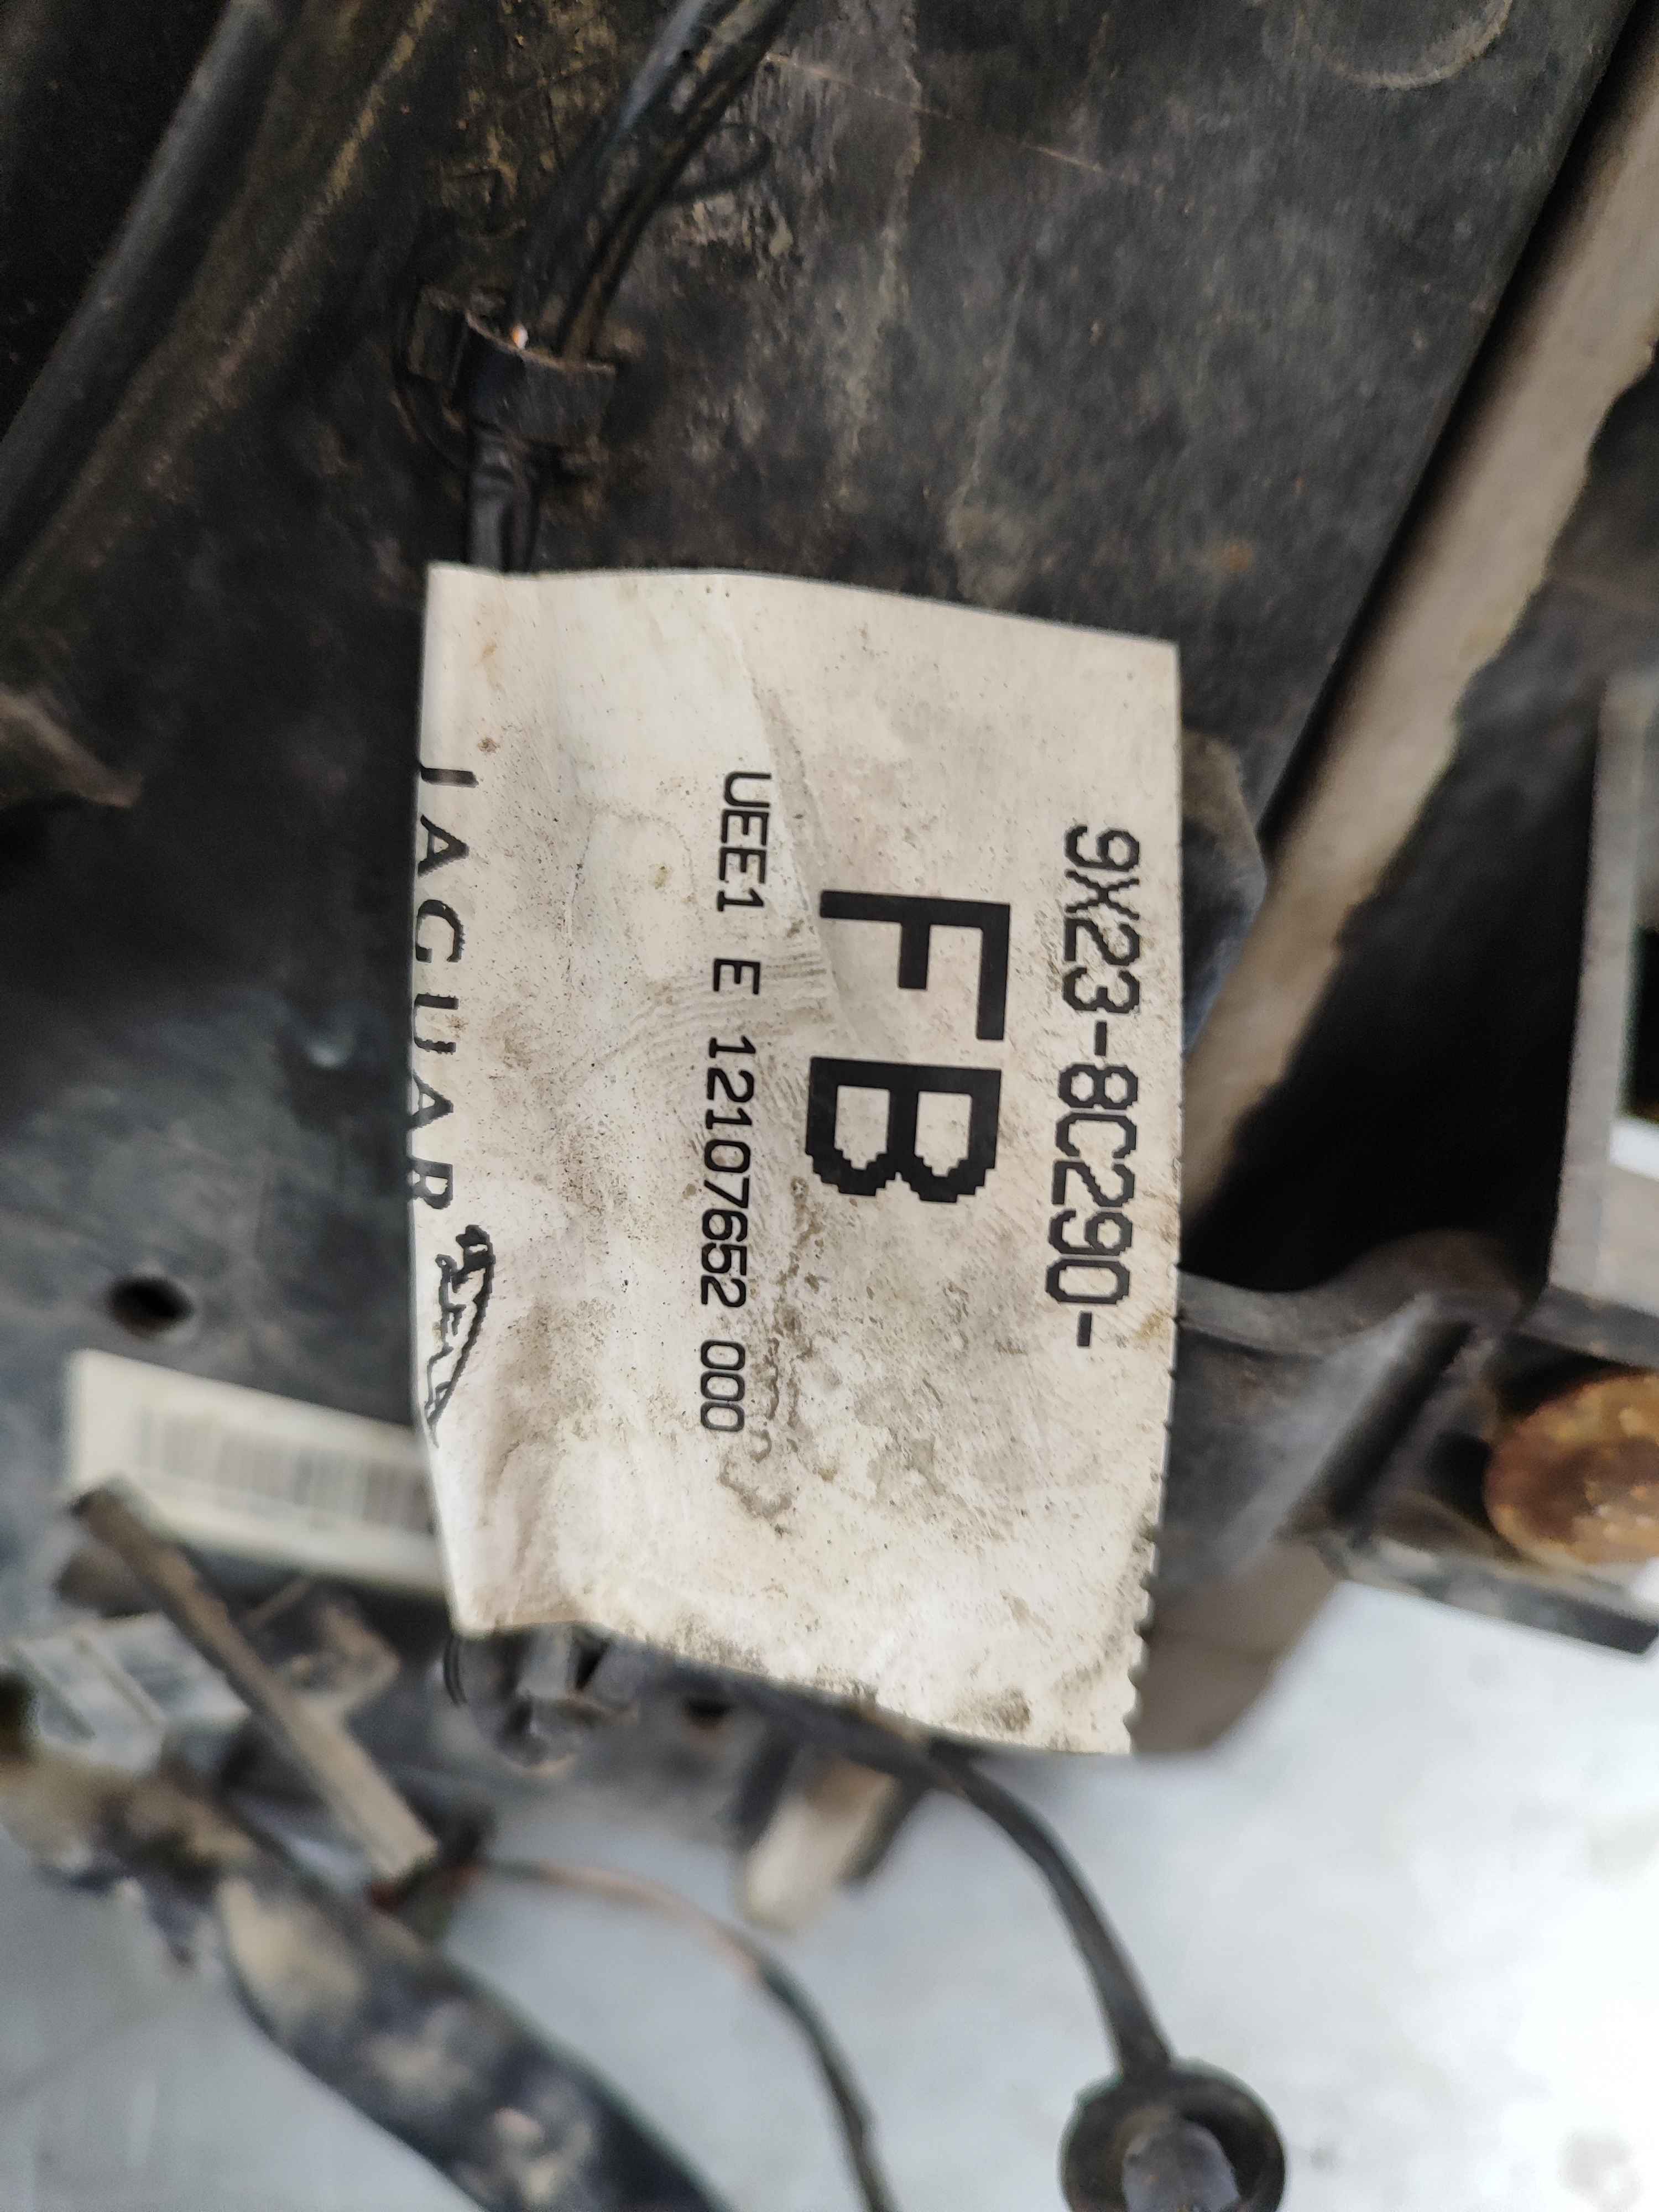 9X23-8C290-
FB
UEE1 E 12107652 000
JAGUAR